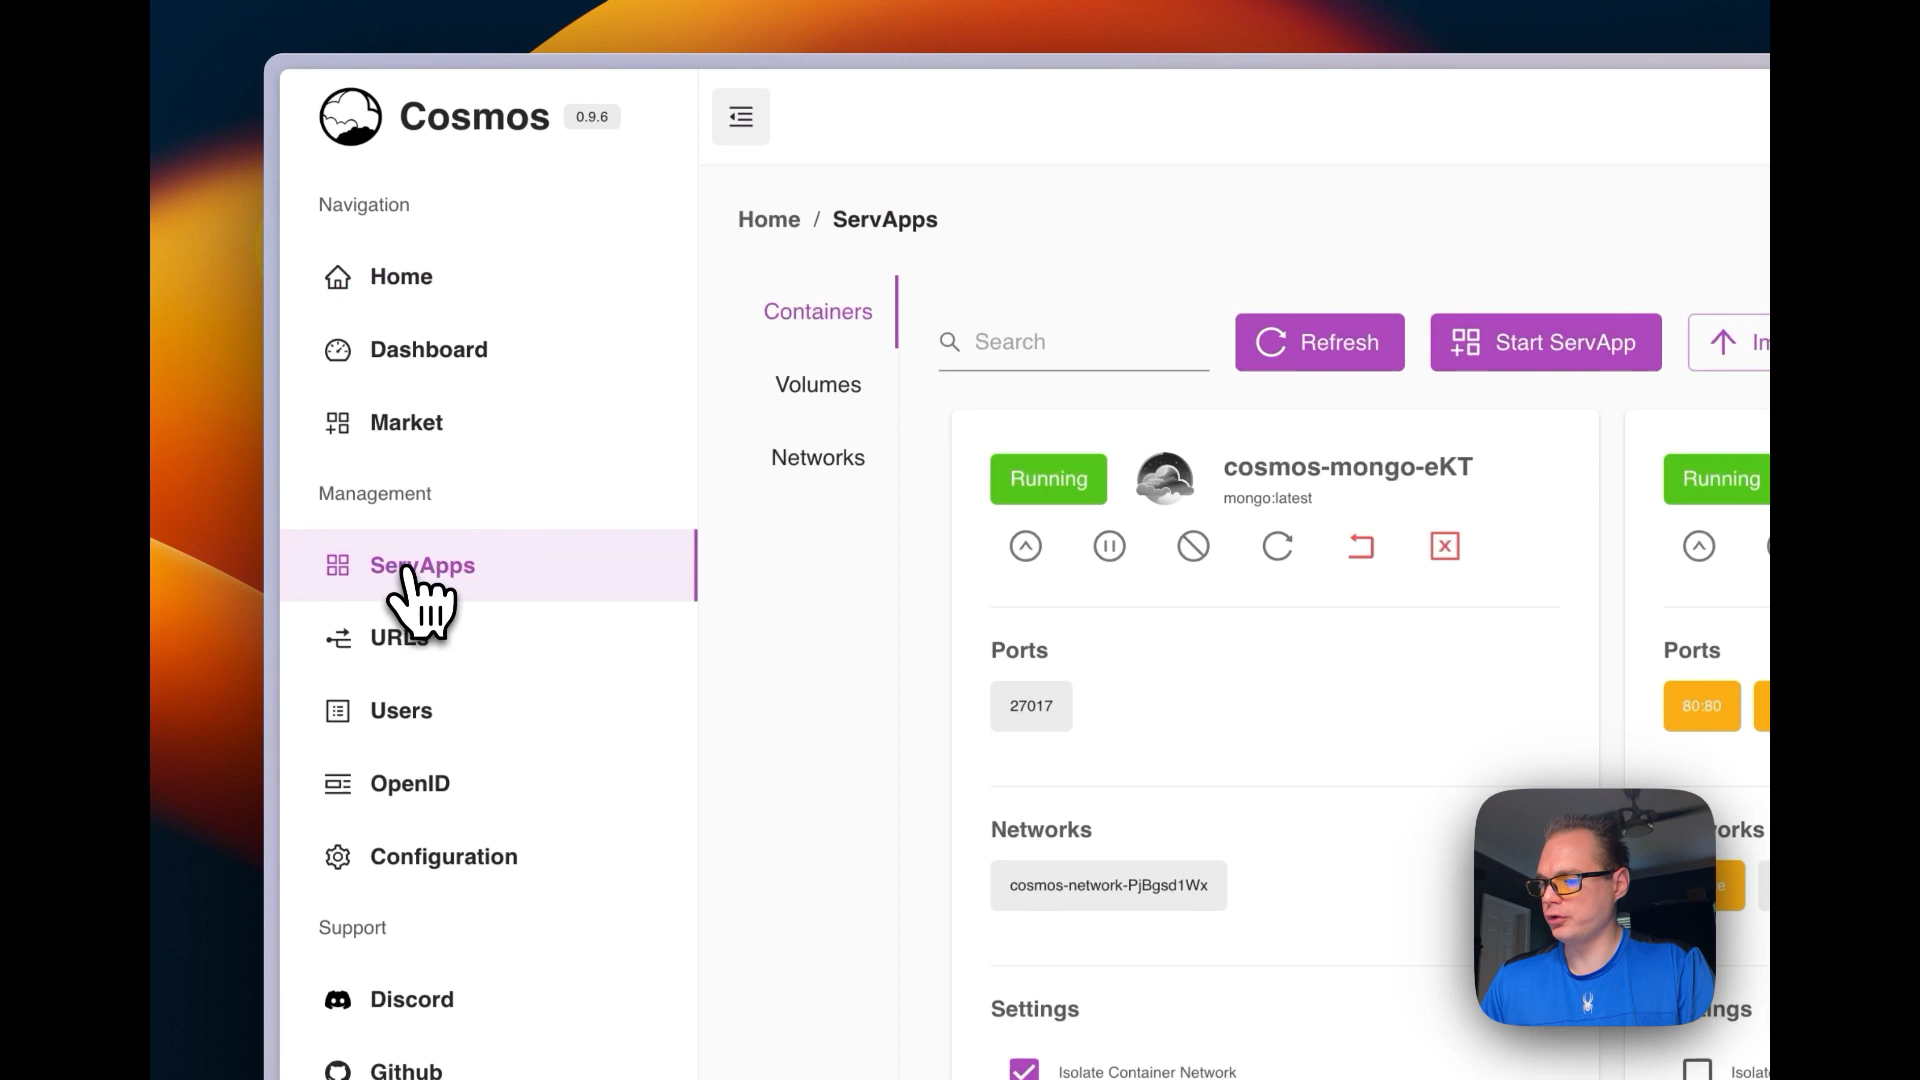 Cosmos 0.9.6
Navigation
Home
Dashboard
Market
Management
ServApps
URLs
Users
OpenID
Configuration
Support
Discord
Github
Home / ServApps
Containers
Volumes
Networks
Search
Refresh
Start ServApp
Running
cosmos-mongo-eKT
mongo:latest
Ports
27017
Networks
cosmos-network-PjBgsd1Wx
Settings
Isolate Container Network
Running
Ports
80:80